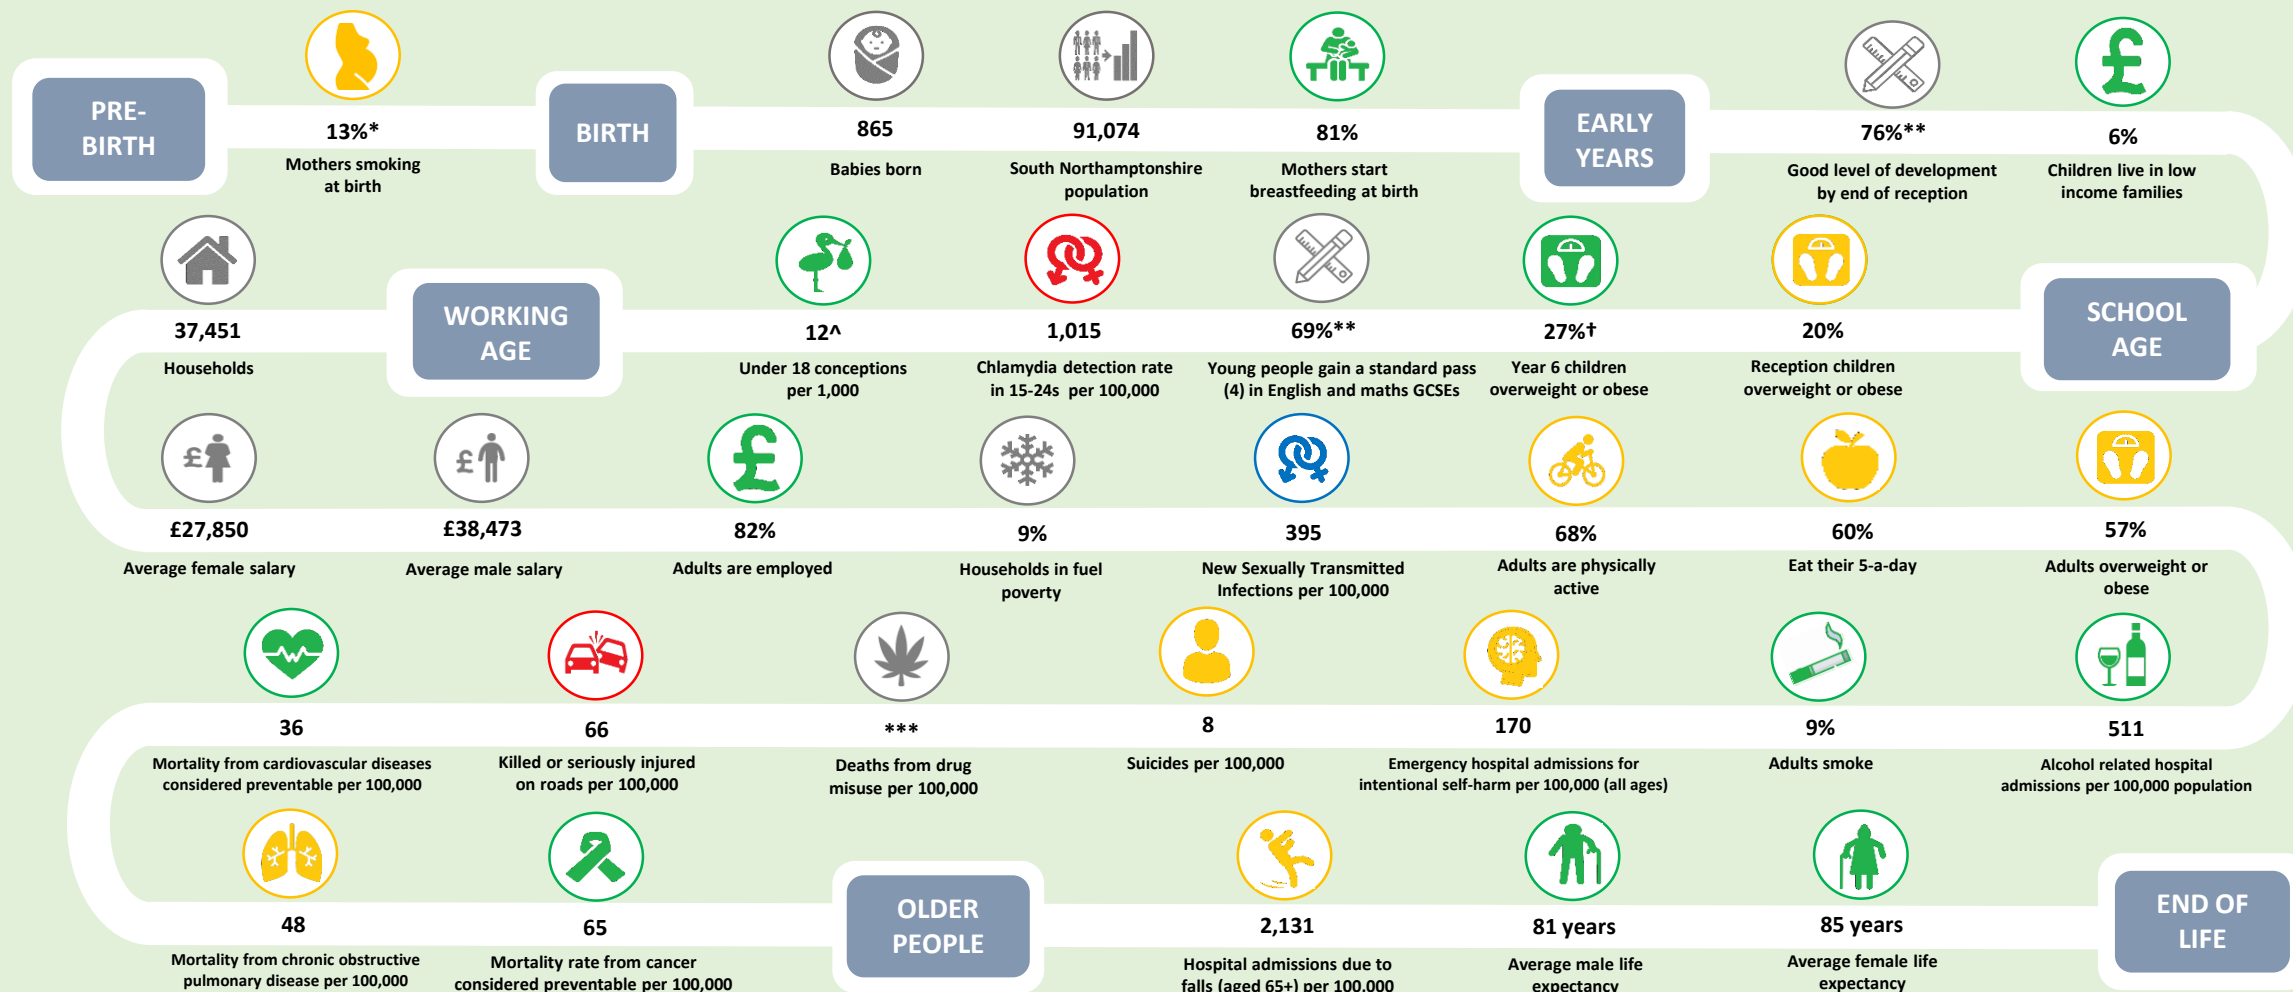 PRE-
BIRTH
13%*
Mothers smoking
at birth
BIRTH
865
Babies born
91,074
South Northamptonshire
population
81%
Mothers start
breastfeeding at birth
EARLY
YEARS
76%**
Good level of development
by end of reception
6%
Children live in low
income families
SCHOOL
AGE
20%
Reception children
overweight or obese
27%†
Year 6 children
overweight or obese
69%**
Young people gain a standard pass
(4) in English and maths GCSEs
1,015
Chlamydia detection rate
in 15-24s per 100,000
12^
Under 18 conceptions
per 1,000
WORKING
AGE
37,451
Households
£27,850
Average female salary
£38,473
Average male salary
82%
Adults are employed
9%
Households in fuel
poverty
395
New Sexually Transmitted
Infections per 100,000
68%
Adults are physically
active
60%
Eat their 5-a-day
57%
Adults overweight or
obese
511
Alcohol related hospital
admissions per 100,000 population
9%
Adults smoke
170
Emergency hospital admissions for
intentional self-harm per 100,000 (all ages)
8
Suicides per 100,000
***
Deaths from drug
misuse per 100,000
66
Killed or seriously injured
on roads per 100,000
36
Mortality from cardiovascular diseases
considered preventable per 100,000
48
Mortality from chronic obstructive
pulmonary disease per 100,000
65
Mortality rate from cancer
considered preventable per 100,000
OLDER
PEOPLE
2,131
Hospital admissions due to
falls (aged 65+) per 100,000
81 years
Average male life
expectancy
85 years
Average female life
expectancy
END OF
LIFE